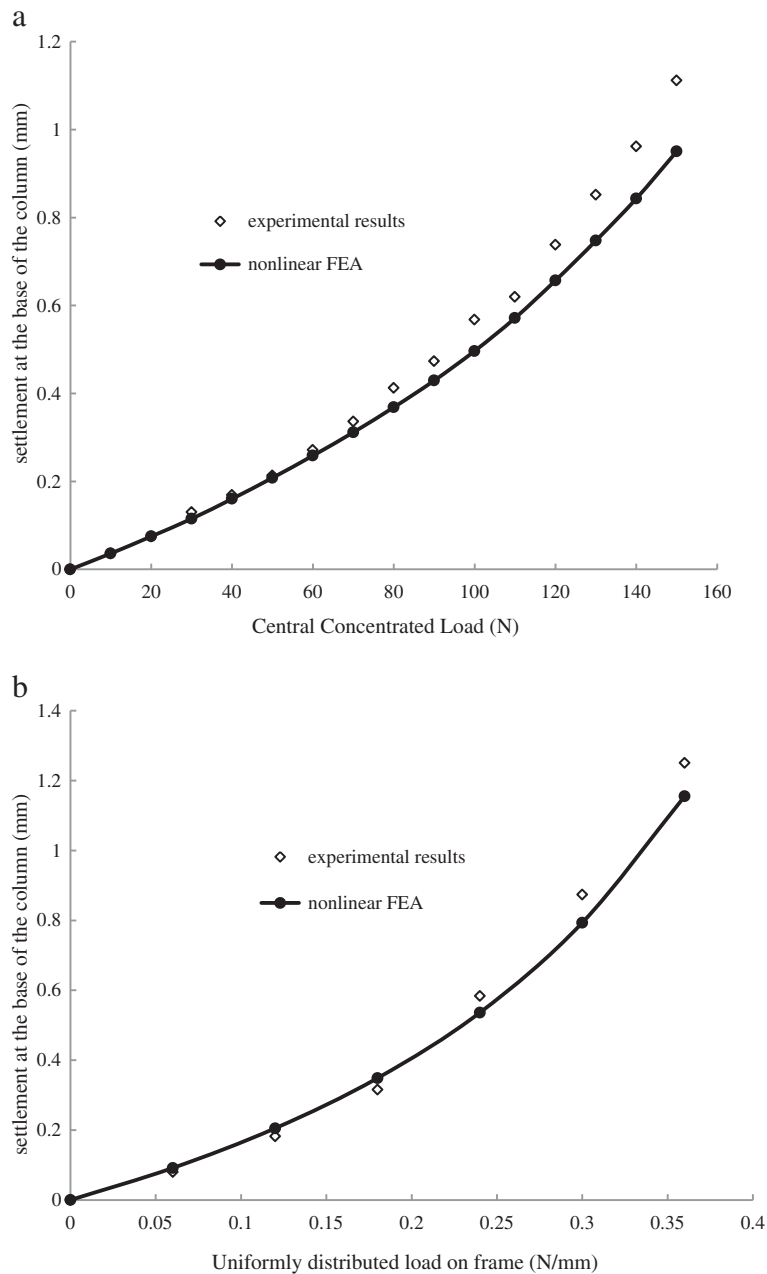 a
1.2
1
0.8
0.6
0.4
0.2
0
settlement at the base of the column (mm)
experimental results
nonlinear FEA
0 20 40 60 80 100 120 140 160
Central Concentrated Load (N)
b
1.4
1.2
1
0.8
0.6
0.4
0.2
0
settlement at the base of the column (mm)
experimental results
nonlinear FEA
0 0.05 0.1 0.15 0.2 0.25 0.3 0.35 0.4
Uniformly distributed load on frame (N/mm)